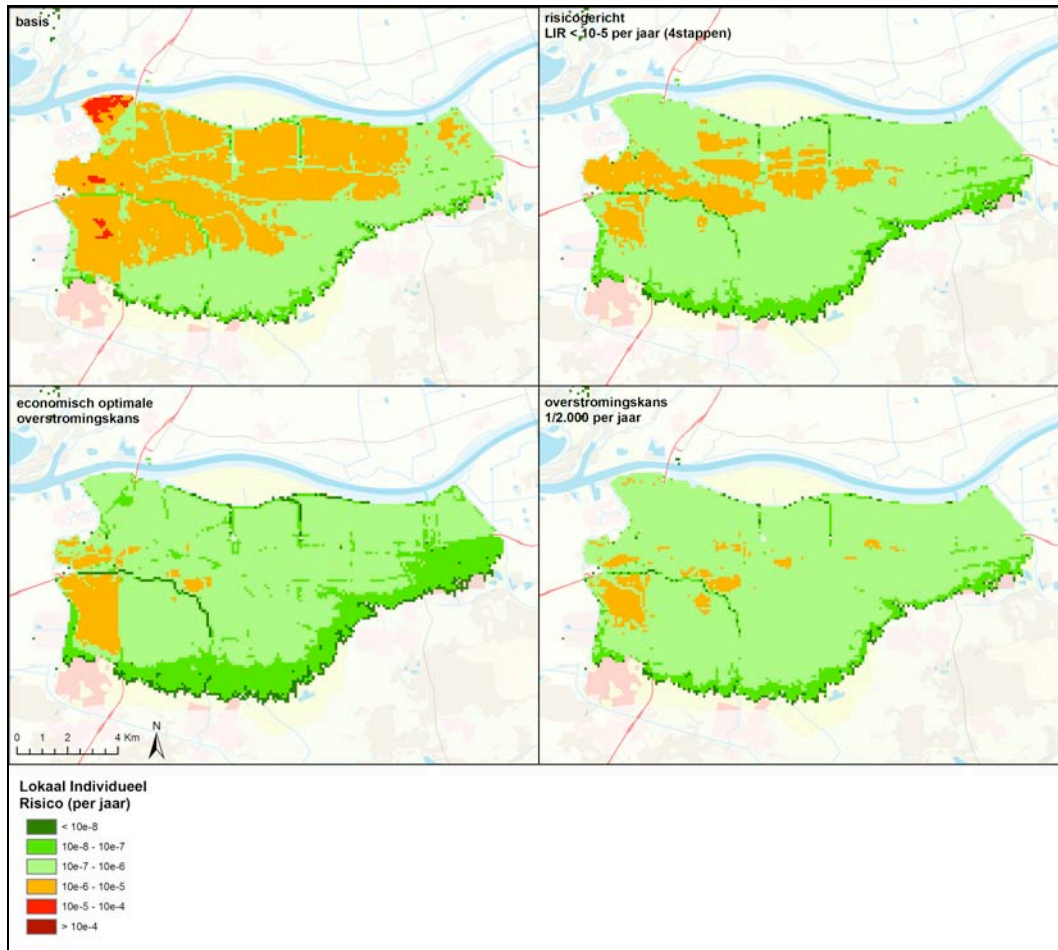 basis
risicogericht
LIR < 10-5 per jaar (4stappen)
economisch optimale
overstromingskans
overstromingskans
1/2.000 per jaar
N
0 1 2 4 Km
Lokaal Individueel
Risico (per jaar)
< 10e-8
10e-8 - 10e-7
10e-7 - 10e-6
10e-6 - 10e-5
10e-5 - 10e-4
> 10e-4